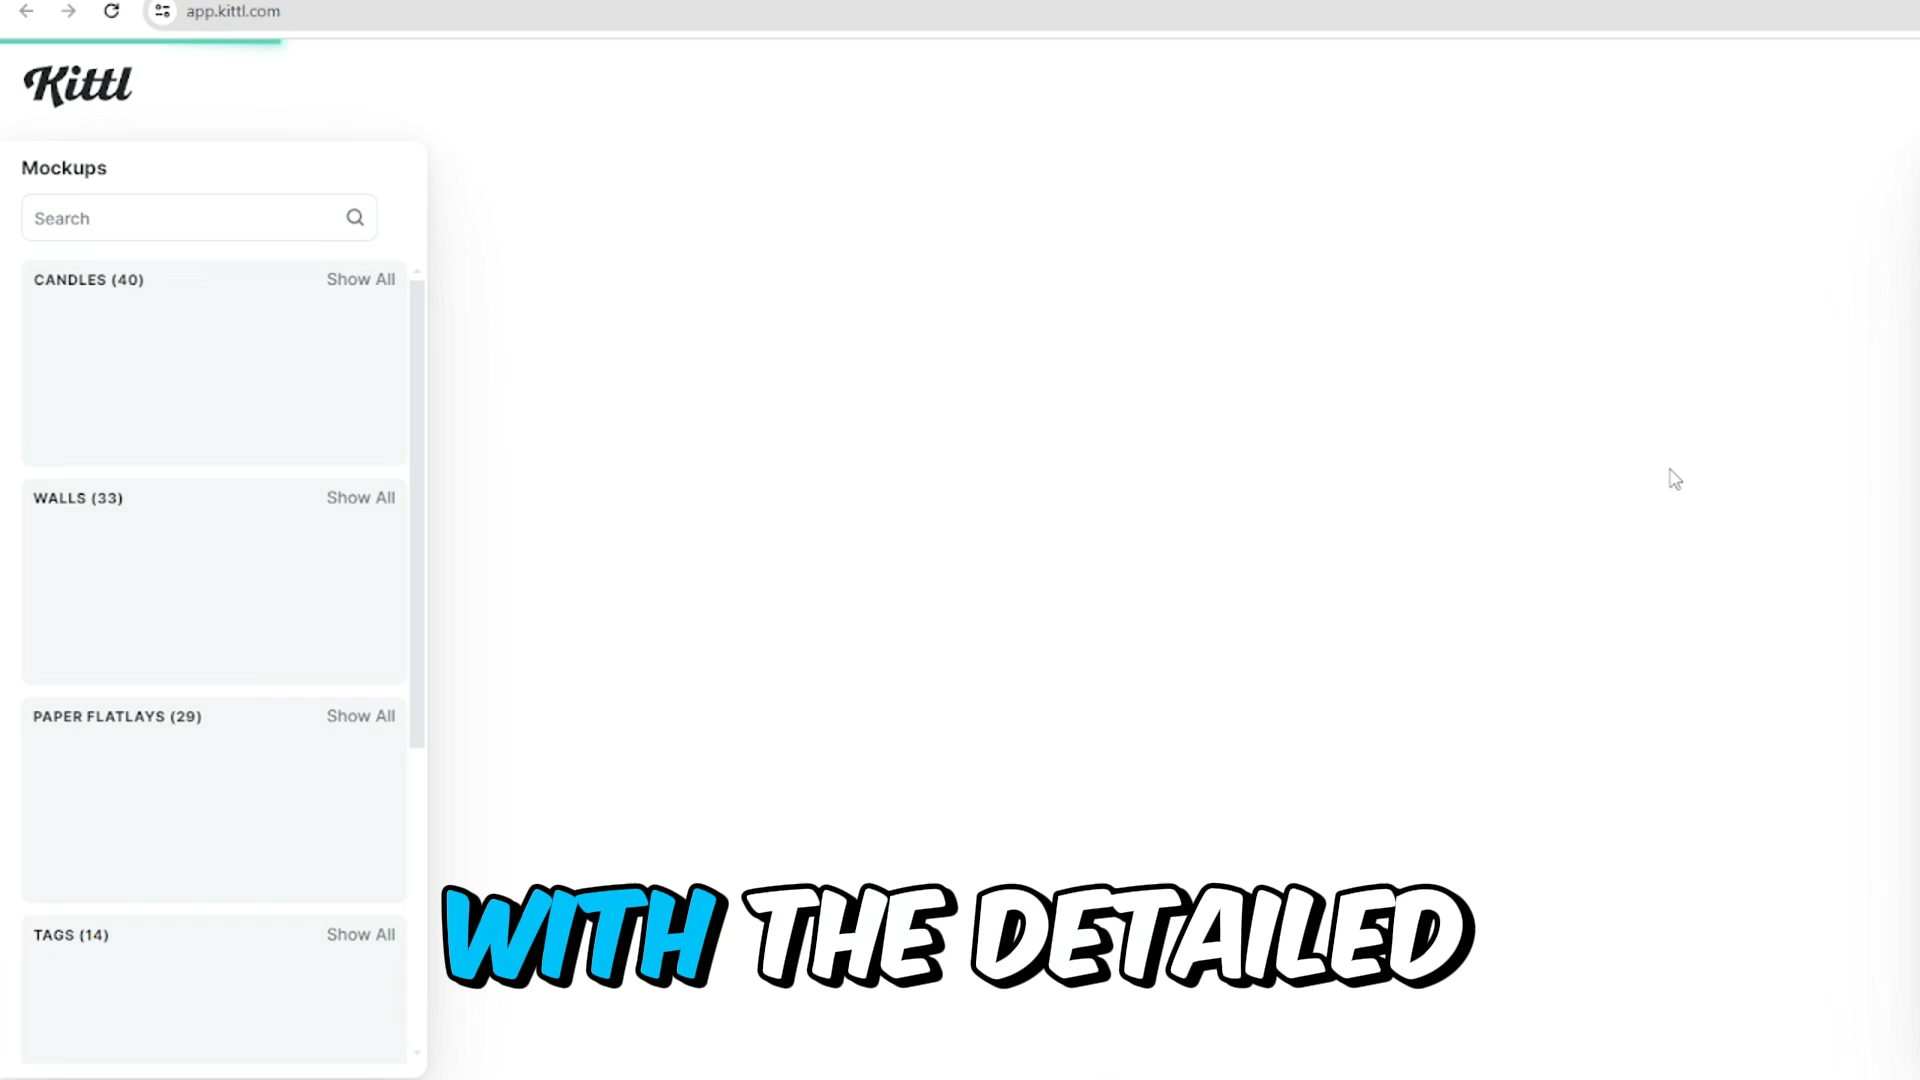 app.kittl.com
Kittl
Mockups
Search
CANDLES (40) Show All
WALLS (33) Show All
PAPER FLATLAYS (29) Show All
TAGS (14) Show All
WITH THE DETAILED